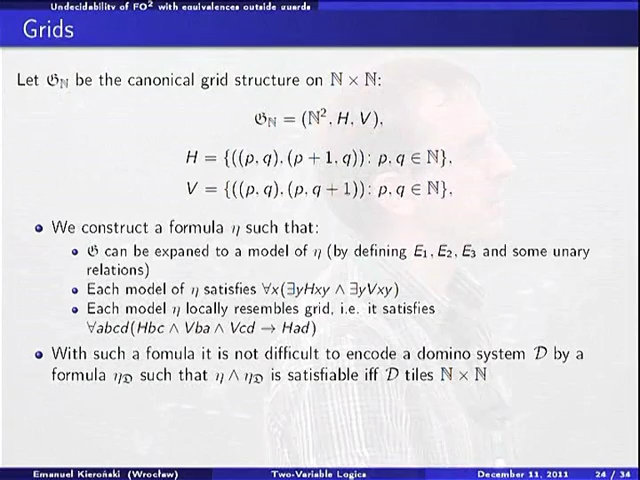 Undecidability of FO² with equivalences outside guards
Grids
Let 𝔊ℕ be the canonical grid structure on ℕ × ℕ:
𝔊ℕ = (ℕ², H, V),
H = {((p, q), (p + 1, q)): p, q ∈ ℕ},
V = {((p, q), (p, q + 1)): p, q ∈ ℕ}.
• We construct a formula η such that:
• 𝔊 can be expaned to a model of η (by defining E₁, E₂, E₃ and some unary
relations)
• Each model of η satisfies ∀x(∃yHxy ∧ ∃yVxy)
• Each model η locally resembles grid, i.e. it satisfies
∀abcd(Hbc ∧ Vba ∧ Vcd → Had)
• With such a fomula it is not difficult to encode a domino system 𝒟 by a
formula η𝒟 such that η ∧ η𝒟 is satisfiable iff 𝒟 tiles ℕ × ℕ
Emanuel Kieroński (Wrocław) Two-Variable Logics December 11, 2011 24 / 34